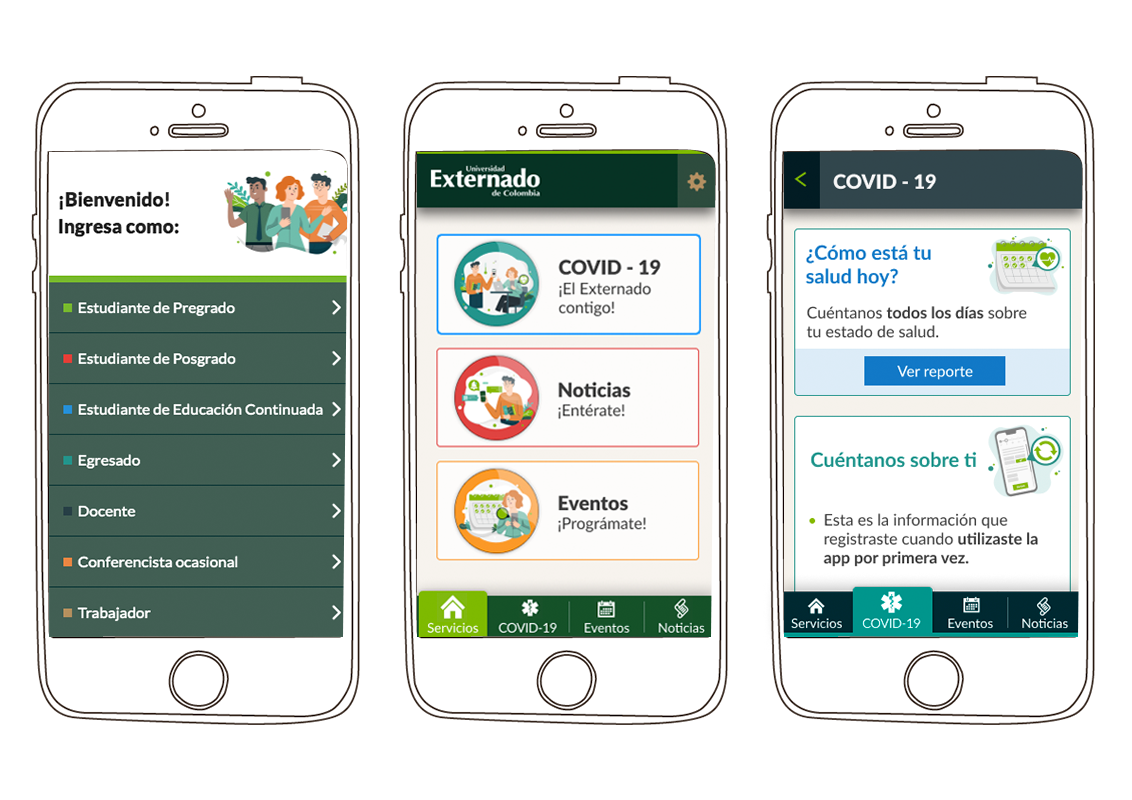 ¡Bienvenido!
Ingresa como:
Estudiante de Pregrado
Estudiante de Posgrado
Estudiante de Educación Continuada
Egresado
Docente
Conferencista ocasional
Trabajador
Universidad
Externado
de Colombia
COVID - 19
¡El Externado
contigo!
Noticias
¡Entérate!
Eventos
¡Prográmate!
Servicios
COVID-19
Eventos
Noticias
COVID - 19
¿Cómo está tu
salud hoy?
Cuéntanos todos los días sobre
tu estado de salud.
Ver reporte
Cuéntanos sobre ti
• Esta es la información que
registraste cuando utilizaste la
app por primera vez.
Servicios
COVID-19
Eventos
Noticias